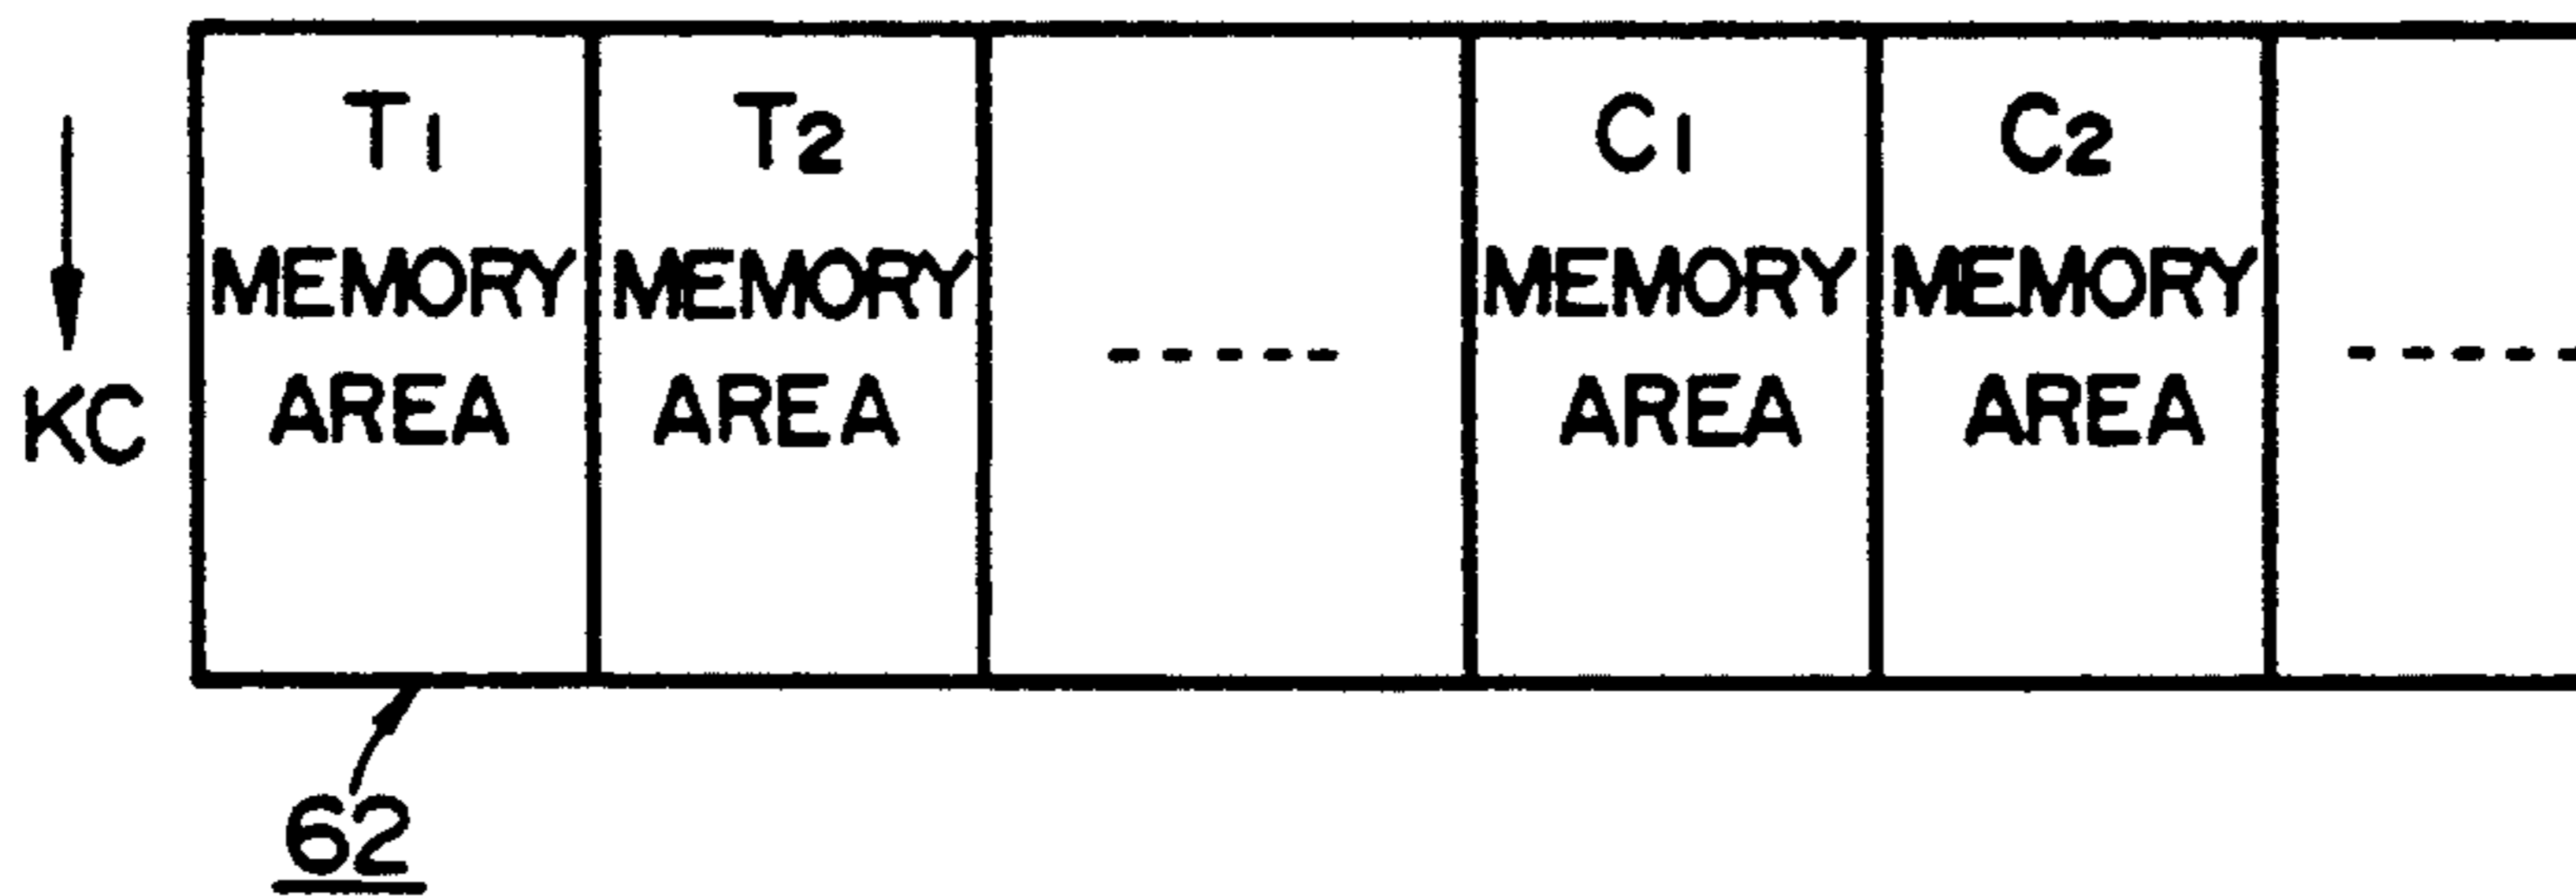 T1 T2 C1 C2
MEMORY MEMORY ----- MEMORY MEMORY -----
KC AREA AREA AREA AREA
62